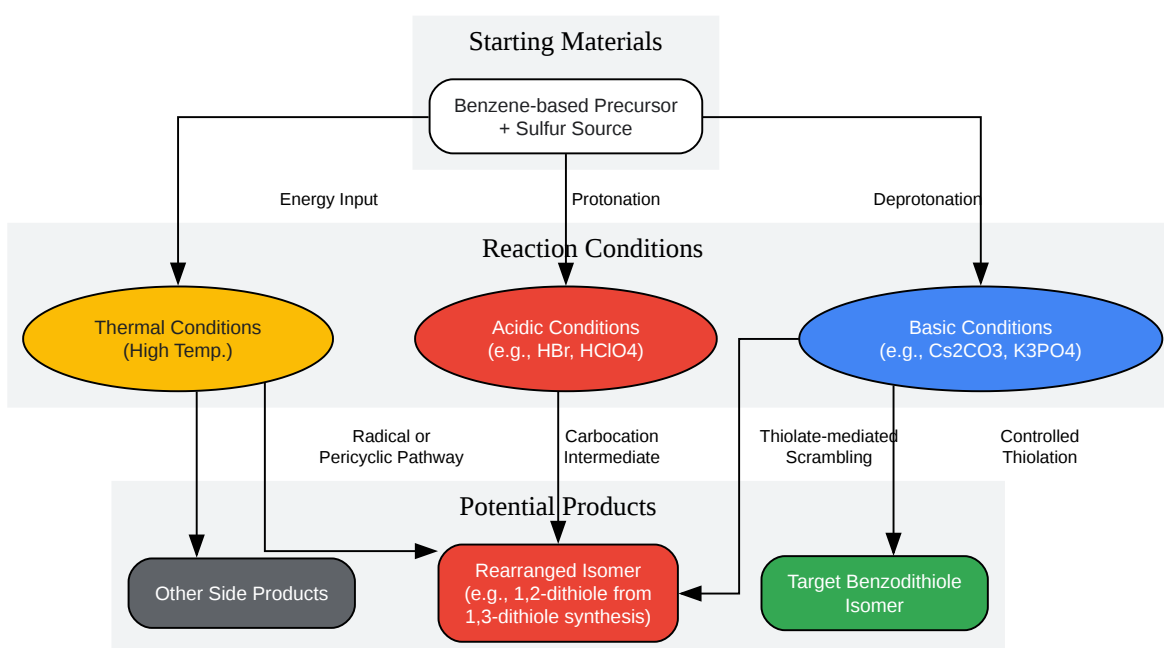 Starting Materials
Benzene-based Precursor
+ Sulfur Source
Energy Input
Protonation
Deprotonation
Reaction Conditions
Thermal Conditions
(High Temp.)
Acidic Conditions
(e.g., HBr, HClO4)
Basic Conditions
(e.g., Cs2CO3, K3PO4)
Radical or
Pericyclic Pathway
Carbocation
Intermediate
Thiolate-mediated
Scrambling
Controlled
Thiolation
Potential Products
Other Side Products
Rearranged Isomer
(e.g., 1,2-dithiole from
1,3-dithiole synthesis)
Target Benzodithiole
Isomer